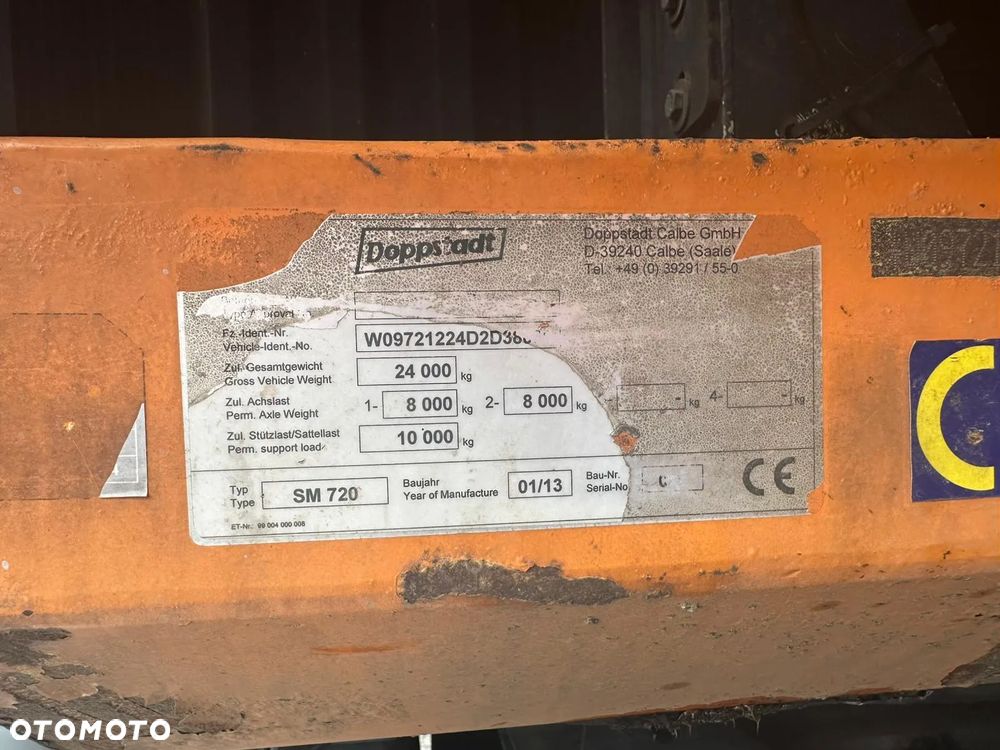 Doppstadt
Doppstadt Calbe GmbH
D-39240 Calbe (Saale)
Tel.: +49 (0) 39291 / 55-0
Fz.-Ident.-Nr.
Vehicle-Ident.-No.
W09721224D2D38
Zul. Gesamtgewicht
Gross Vehicle Weight
24 000 kg
Zul. Achslast
Perm. Axle Weight
1- 8 000 kg 2- 8 000 kg - kg 4- - kg
Zul. Stützlast/Sattellast
Perm. support load
10 000 kg
Typ
Type
SM 720
Baujahr
Year of Manufacture
01/13
Bau-Nr.
Serial-No
CE
ET-Nr.: 99 004 000 008
OTOMOTO